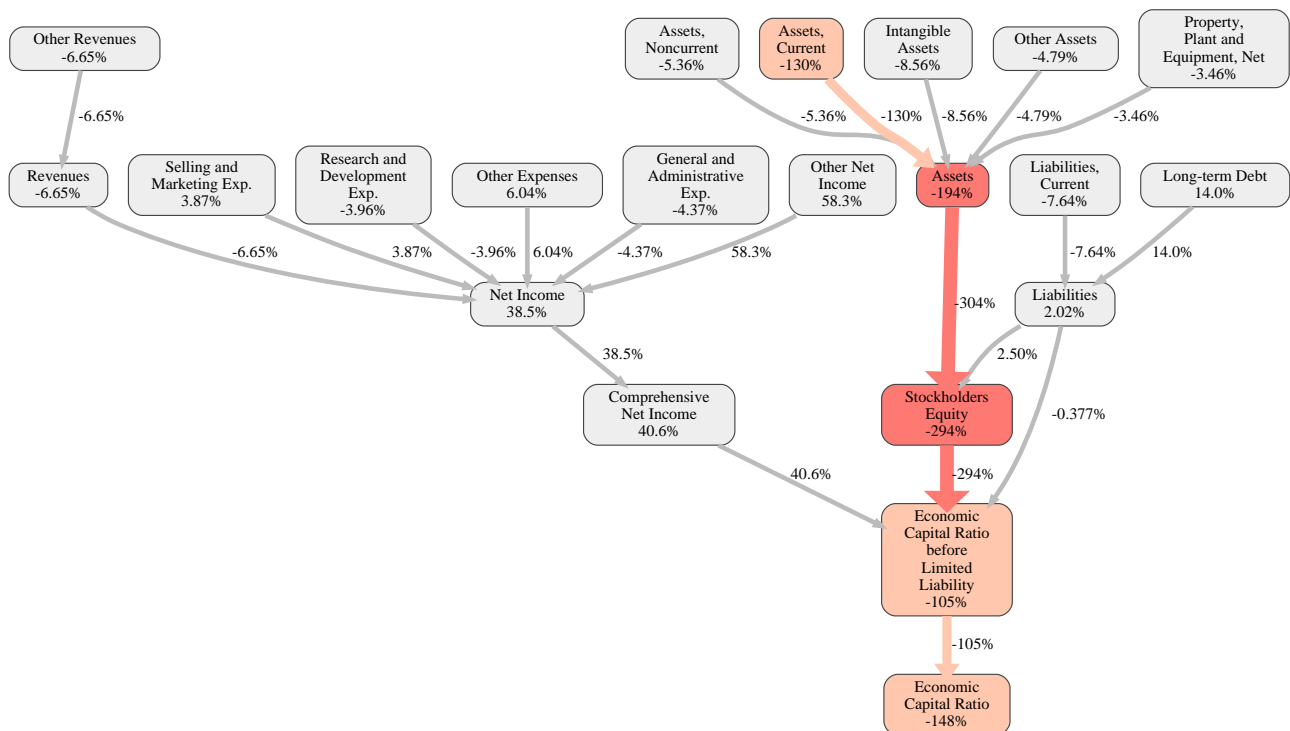 Other Revenues
-6.65%
Assets,
Noncurrent
-5.36%
Assets,
Current
-130%
Intangible
Assets
-8.56%
Other Assets
-4.79%
Property,
Plant and
Equipment, Net
-3.46%
-6.65%
-5.36%
-130%
-8.56%
-4.79%
-3.46%
Revenues
-6.65%
Selling and
Marketing Exp.
3.87%
Research and
Development
Exp.
-3.96%
Other Expenses
6.04%
General and
Administrative
Exp.
-4.37%
Other Net
Income
58.3%
Assets
-194%
Liabilities,
Current
-7.64%
Long-term Debt
14.0%
-6.65%
3.87%
-3.96%
6.04%
-4.37%
58.3%
-304%
-7.64%
14.0%
Net Income
38.5%
Liabilities
2.02%
38.5%
2.50%
-0.377%
Comprehensive
Net Income
40.6%
Stockholders
Equity
-294%
40.6%
-294%
Economic
Capital Ratio
before
Limited
Liability
-105%
-105%
Economic
Capital Ratio
-148%